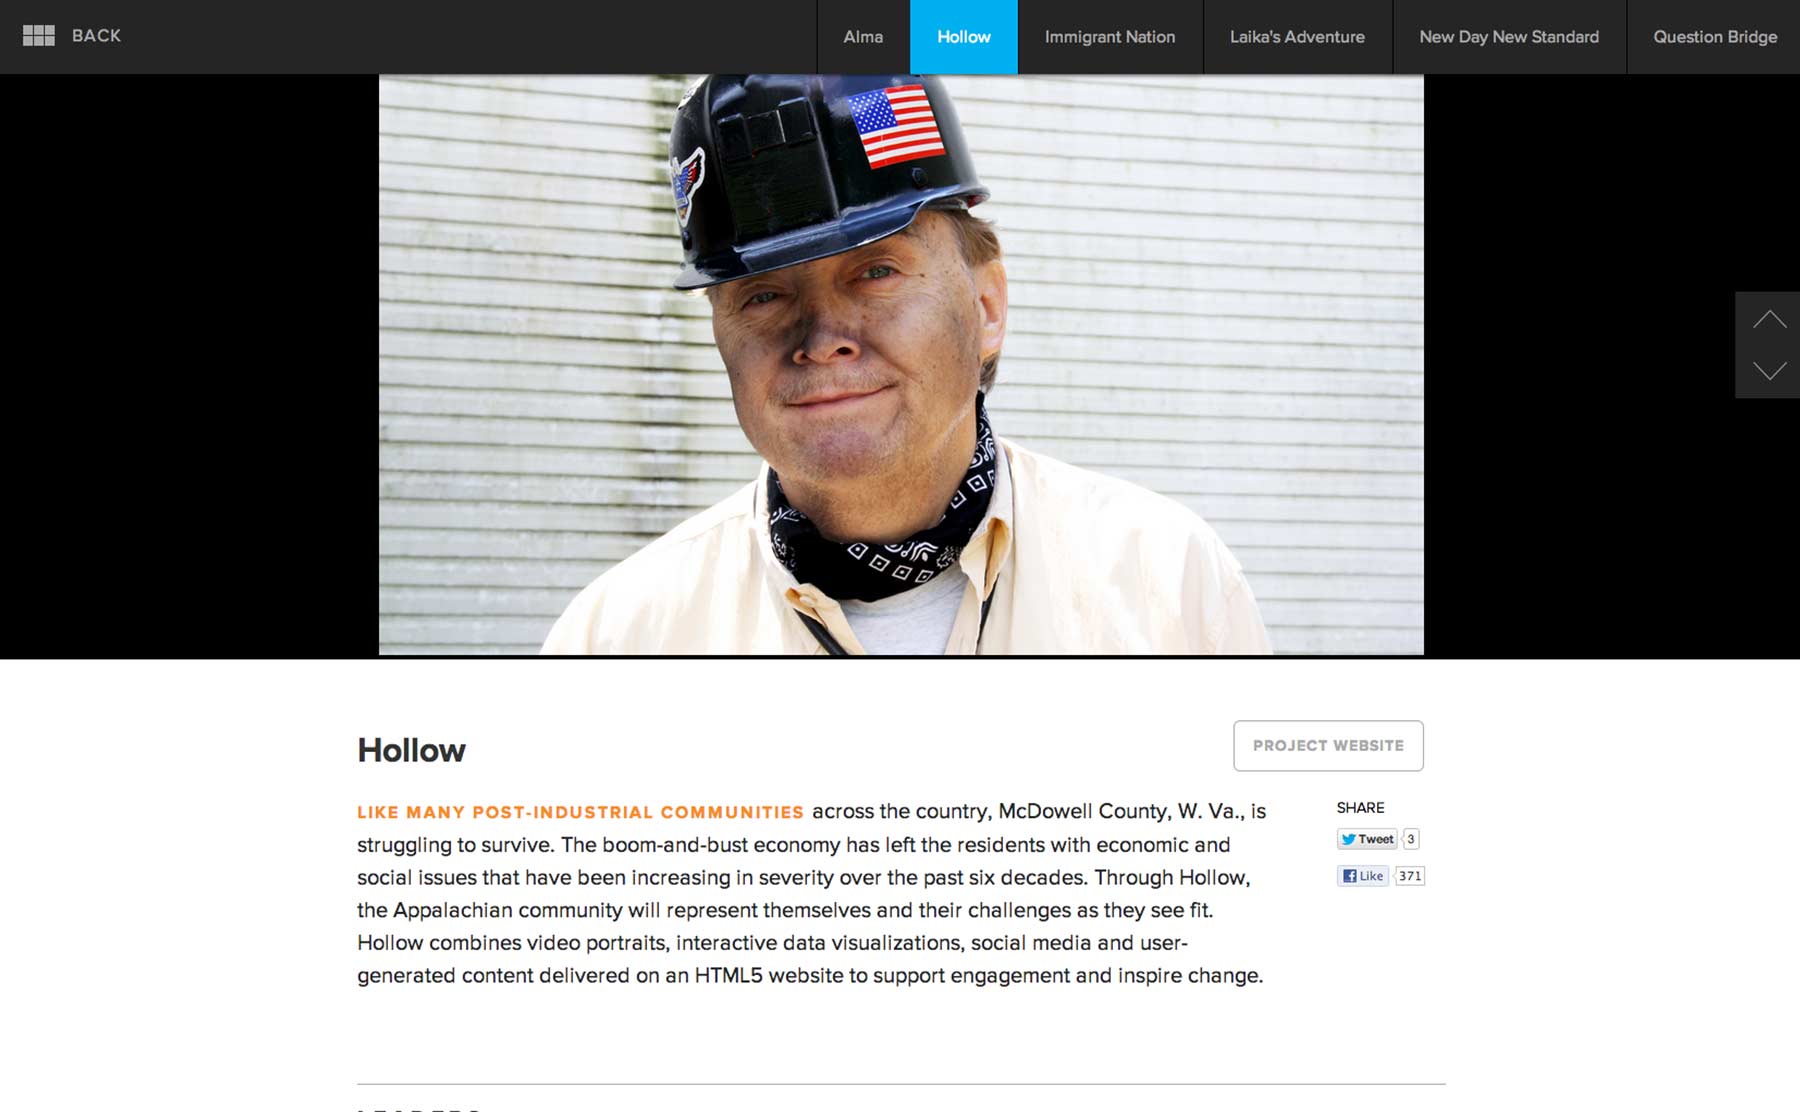 BACK
Alma
Hollow
Immigrant Nation
Laika's Adventure
New Day New Standard
Question Bridge
Hollow
PROJECT WEBSITE
LIKE MANY POST-INDUSTRIAL COMMUNITIES across the country, McDowell County, W. Va., is
struggling to survive. The boom-and-bust economy has left the residents with economic and
social issues that have been increasing in severity over the past six decades. Through Hollow,
the Appalachian community will represent themselves and their challenges as they see fit.
Hollow combines video portraits, interactive data visualizations, social media and user-
generated content delivered on an HTML5 website to support engagement and inspire change.
SHARE
Tweet 3
Like 371